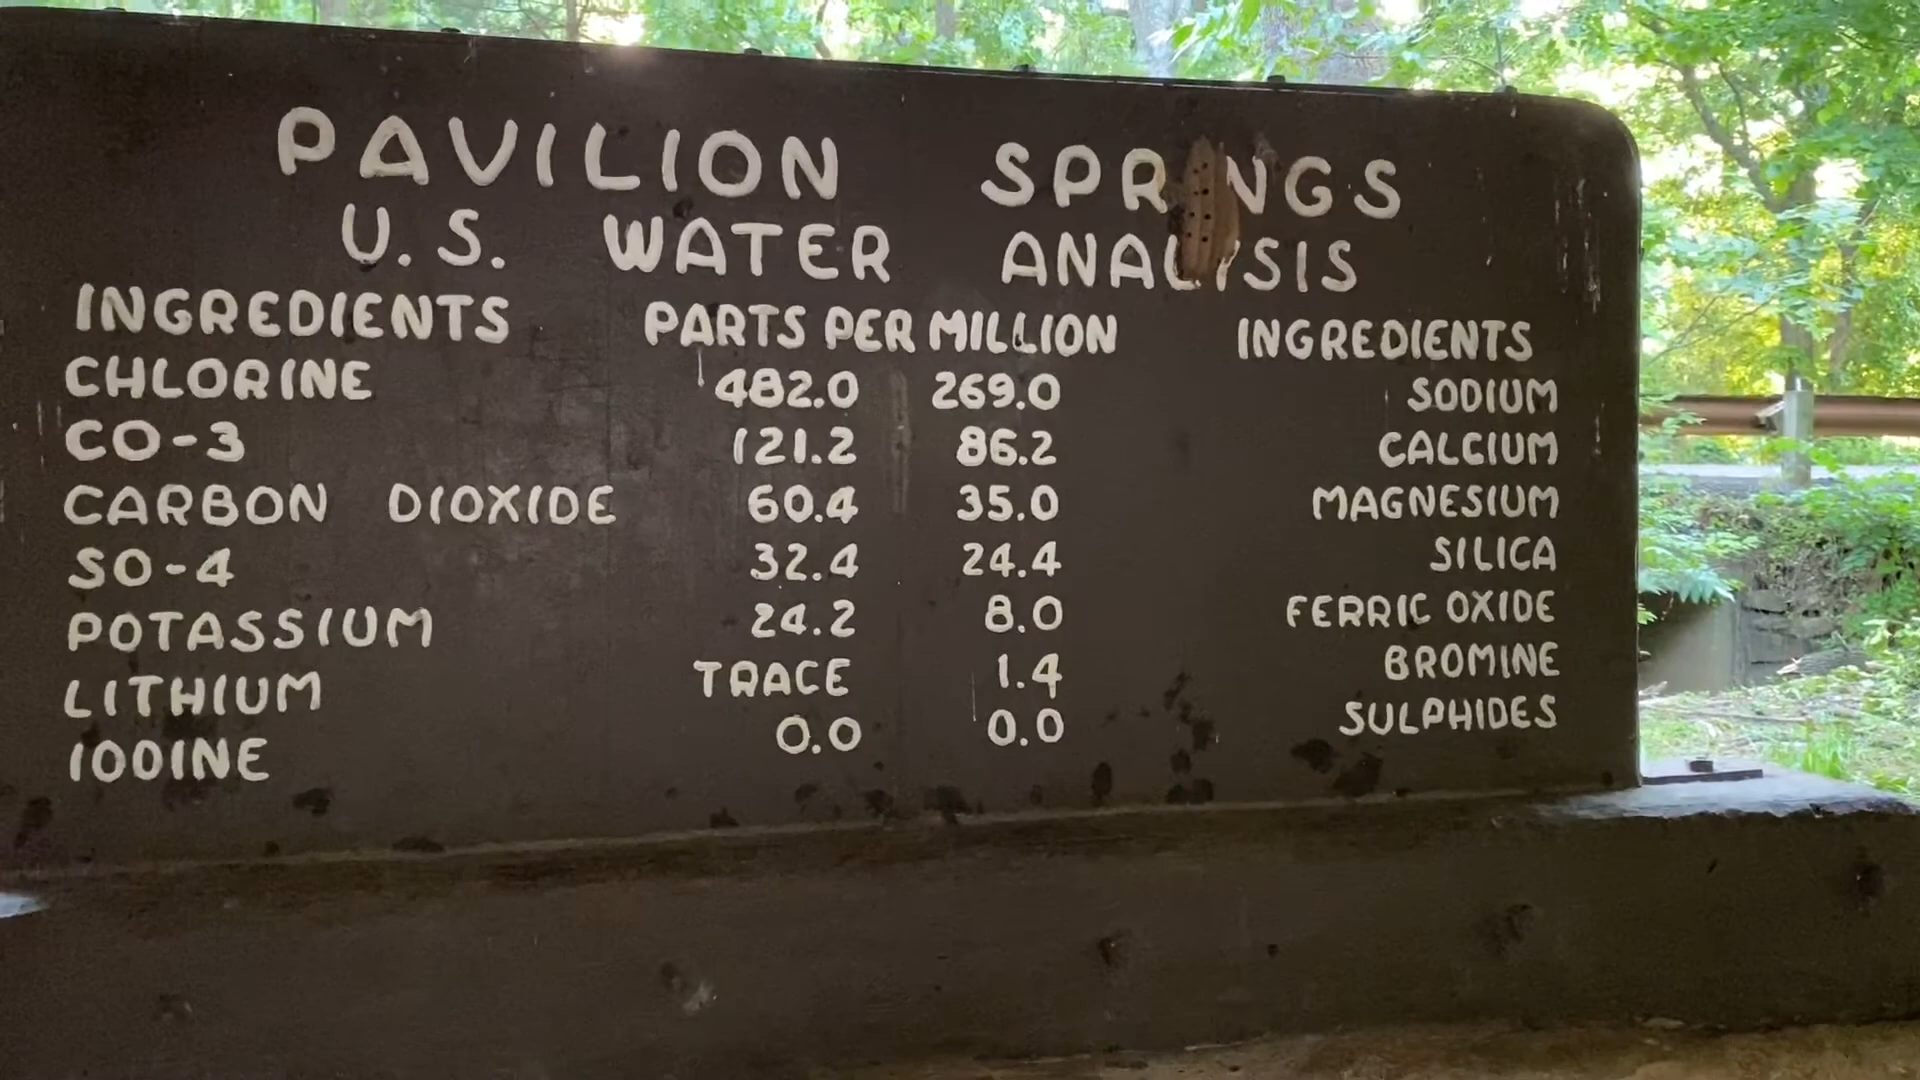 PAVILION SPRINGS
U.S. WATER ANALYSIS
INGREDIENTS PARTS PER MILLION INGREDIENTS
CHLORINE 482.0 269.0 SODIUM
CO-3 121.2 86.2 CALCIUM
CARBON DIOXIDE 60.4 35.0 MAGNESIUM
SO-4 32.4 24.4 SILICA
POTASSIUM 24.2 8.0 FERRIC OXIDE
LITHIUM TRACE 1.4 BROMINE
IODINE 0.0 0.0 SULPHIDES